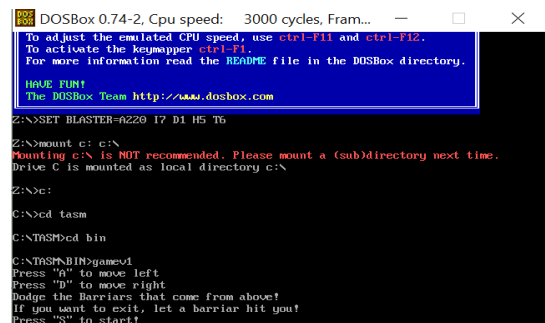 DOSBox 0.74-2, Cpu speed: 3000 cycles, Fram...
To adjust the emulated CPU speed, use ctrl-F11 and ctrl-F12.
To activate the keymapper ctrl-F1.
For more information read the README file in the DOSBox directory.
HAVE FUN!
The DOSBox Team http://www.dosbox.com
Z:\>SET BLASTER=A220 I7 D1 H5 T6
Z:\>mount c: c:\
Mounting c:\ is NOT recommended. Please mount a (sub)directory next time.
Drive C is mounted as local directory c:\
Z:\>c:
C:\>cd tasm
C:\TASM>cd bin
C:\TASM\BIN>gamev1
Press "A" to move left
Press "D" to move right
Dodge the Barriars that come from above!
If you want to exit, let a barriar hit you!
Press "S" to start!